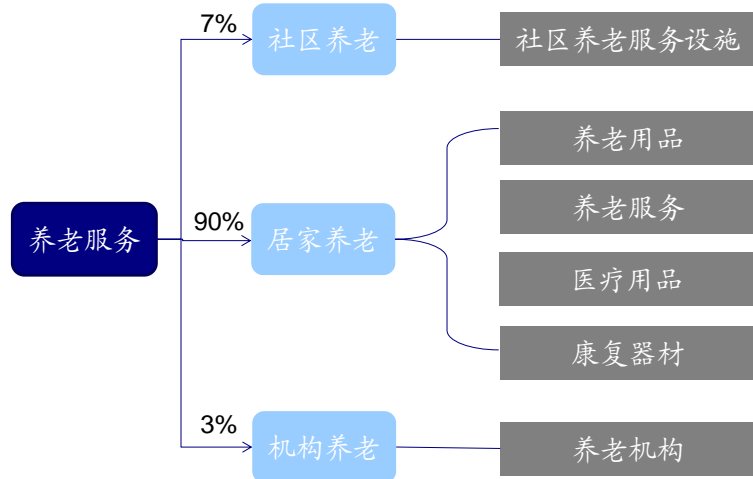 7%
社区养老
社区养老服务设施
养老用品
养老服务
养老服务
90%
居家养老
医疗用品
康复器材
3%
机构养老
养老机构